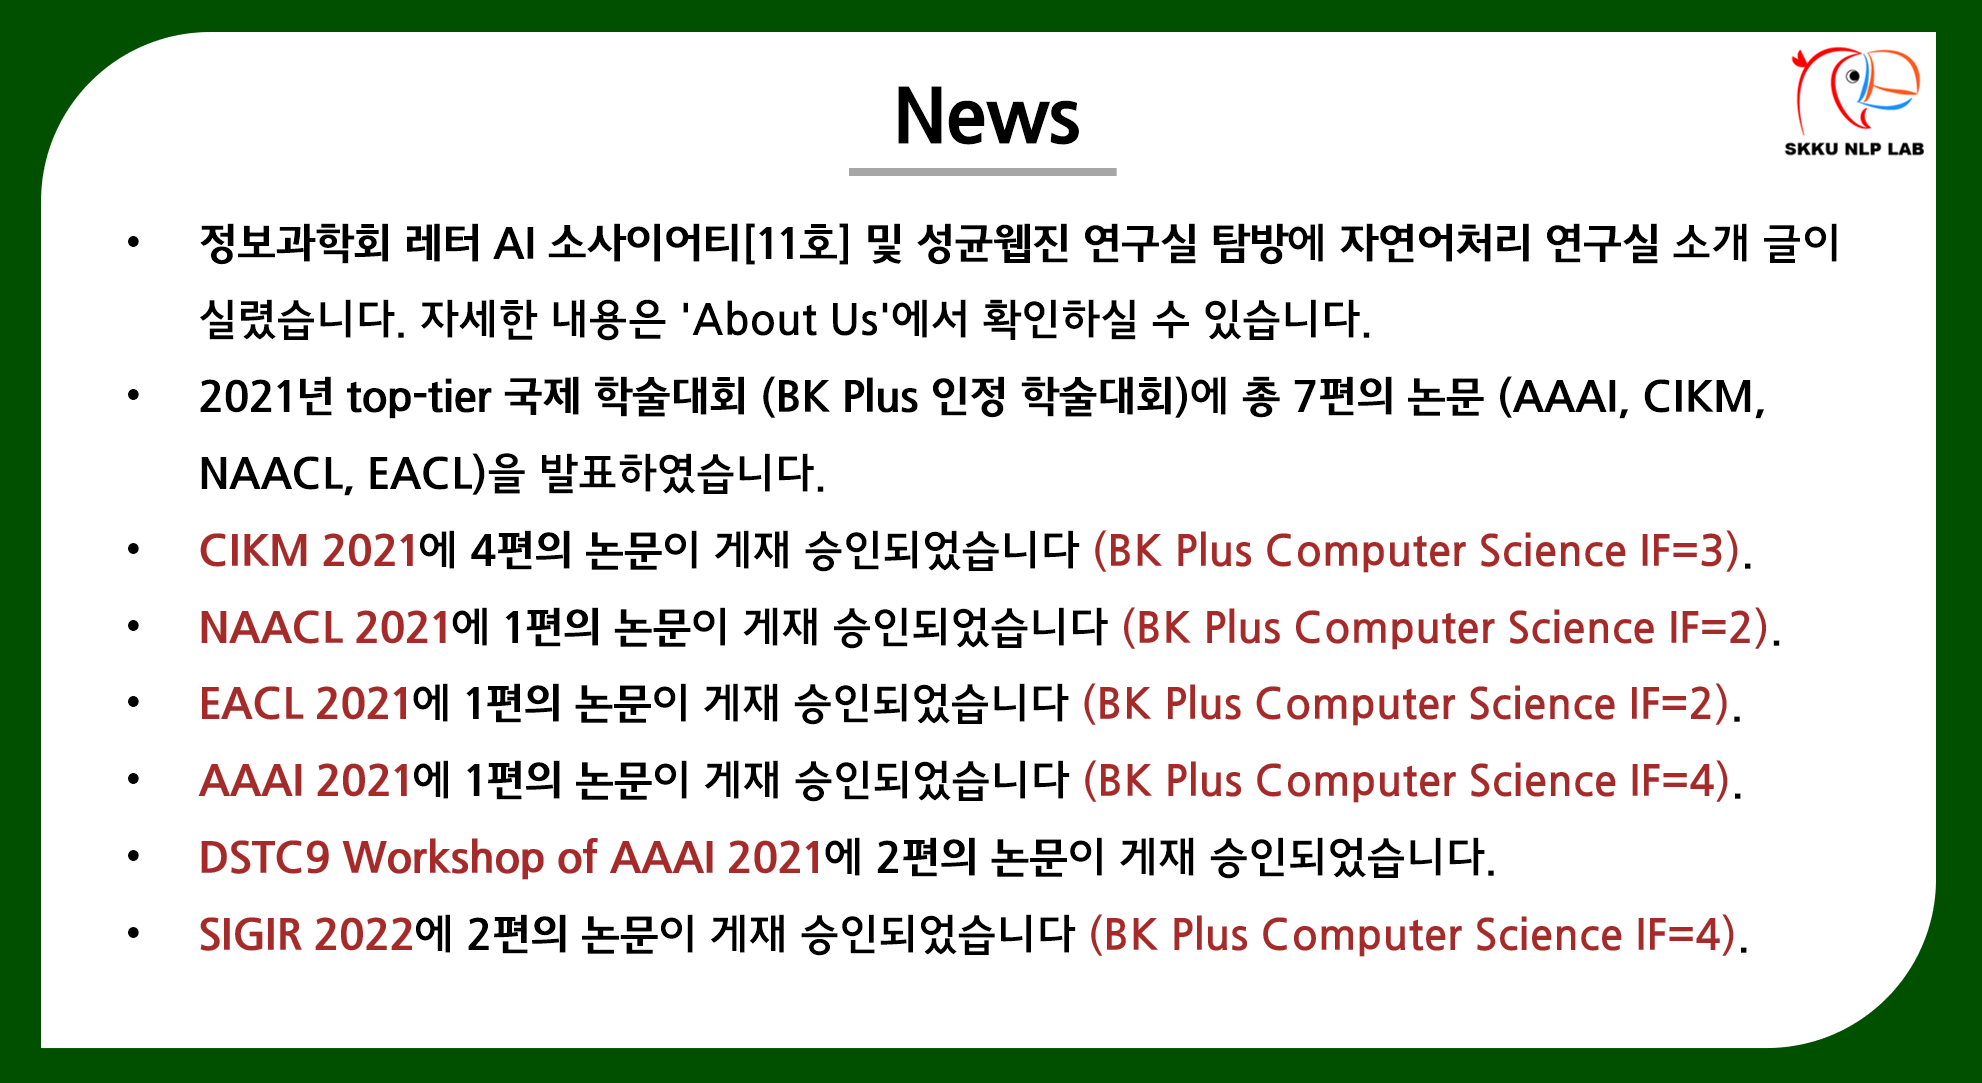 News
SKKU NLP LAB
• 정보과학회 레터 AI 소사이어티[11호] 및 성균웹진 연구실 탐방에 자연어처리 연구실 소개 글이
실렸습니다. 자세한 내용은 'About Us'에서 확인하실 수 있습니다.
• 2021년 top-tier 국제 학술대회 (BK Plus 인정 학술대회)에 총 7편의 논문 (AAAI, CIKM,
NAACL, EACL)을 발표하였습니다.
• CIKM 2021에 4편의 논문이 게재 승인되었습니다 (BK Plus Computer Science IF=3).
• NAACL 2021에 1편의 논문이 게재 승인되었습니다 (BK Plus Computer Science IF=2).
• EACL 2021에 1편의 논문이 게재 승인되었습니다 (BK Plus Computer Science IF=2).
• AAAI 2021에 1편의 논문이 게재 승인되었습니다 (BK Plus Computer Science IF=4).
• DSTC9 Workshop of AAAI 2021에 2편의 논문이 게재 승인되었습니다.
• SIGIR 2022에 2편의 논문이 게재 승인되었습니다 (BK Plus Computer Science IF=4).